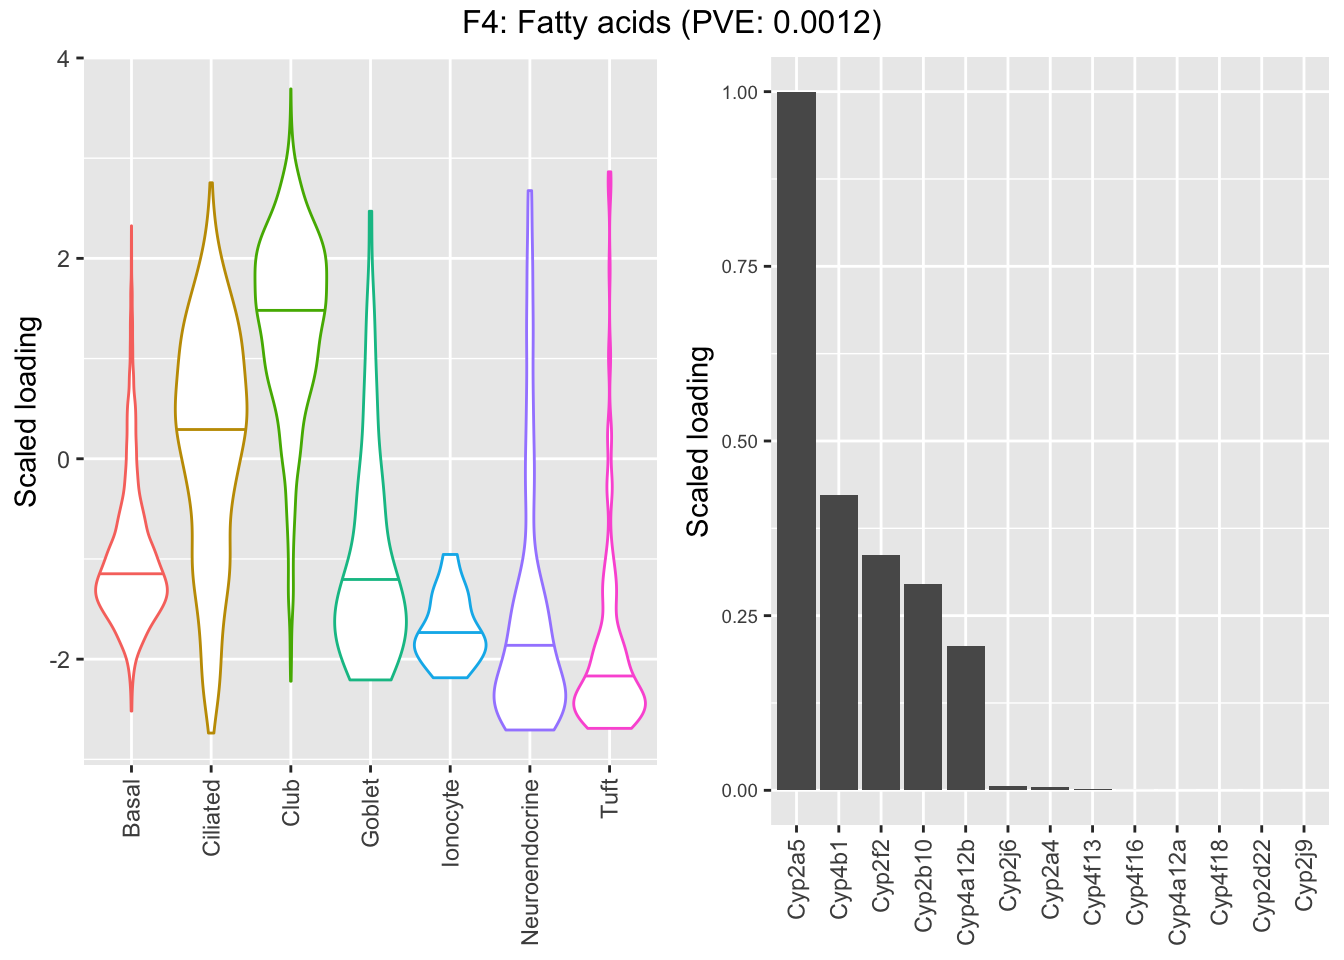 F4: Fatty acids (PVE: 0.0012)
Scaled loading
4
2
0
-2
Basal
Ciliated
Club
Goblet
Ionocyte
Neuroendocrine
Tuft
Scaled loading
1.00
0.75
0.50
0.25
0.00
Cyp2a5
Cyp4b1
Cyp2f2
Cyp2b10
Cyp4a12b
Cyp2j6
Cyp2a4
Cyp4f13
Cyp4f16
Cyp4a12a
Cyp4f18
Cyp2d22
Cyp2j9